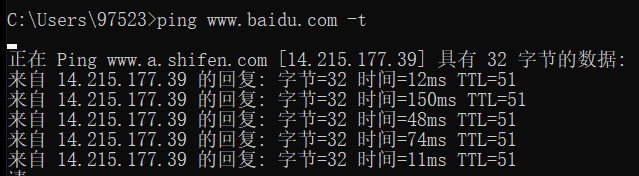 C:\Users\97523>ping www.baidu.com -t
正在 Ping www.a.shifen.com [14.215.177.39] 具有 32 字节的数据:
来自 14.215.177.39 的回复: 字节=32 时间=12ms TTL=51
来自 14.215.177.39 的回复: 字节=32 时间=150ms TTL=51
来自 14.215.177.39 的回复: 字节=32 时间=48ms TTL=51
来自 14.215.177.39 的回复: 字节=32 时间=74ms TTL=51
来自 14.215.177.39 的回复: 字节=32 时间=11ms TTL=51